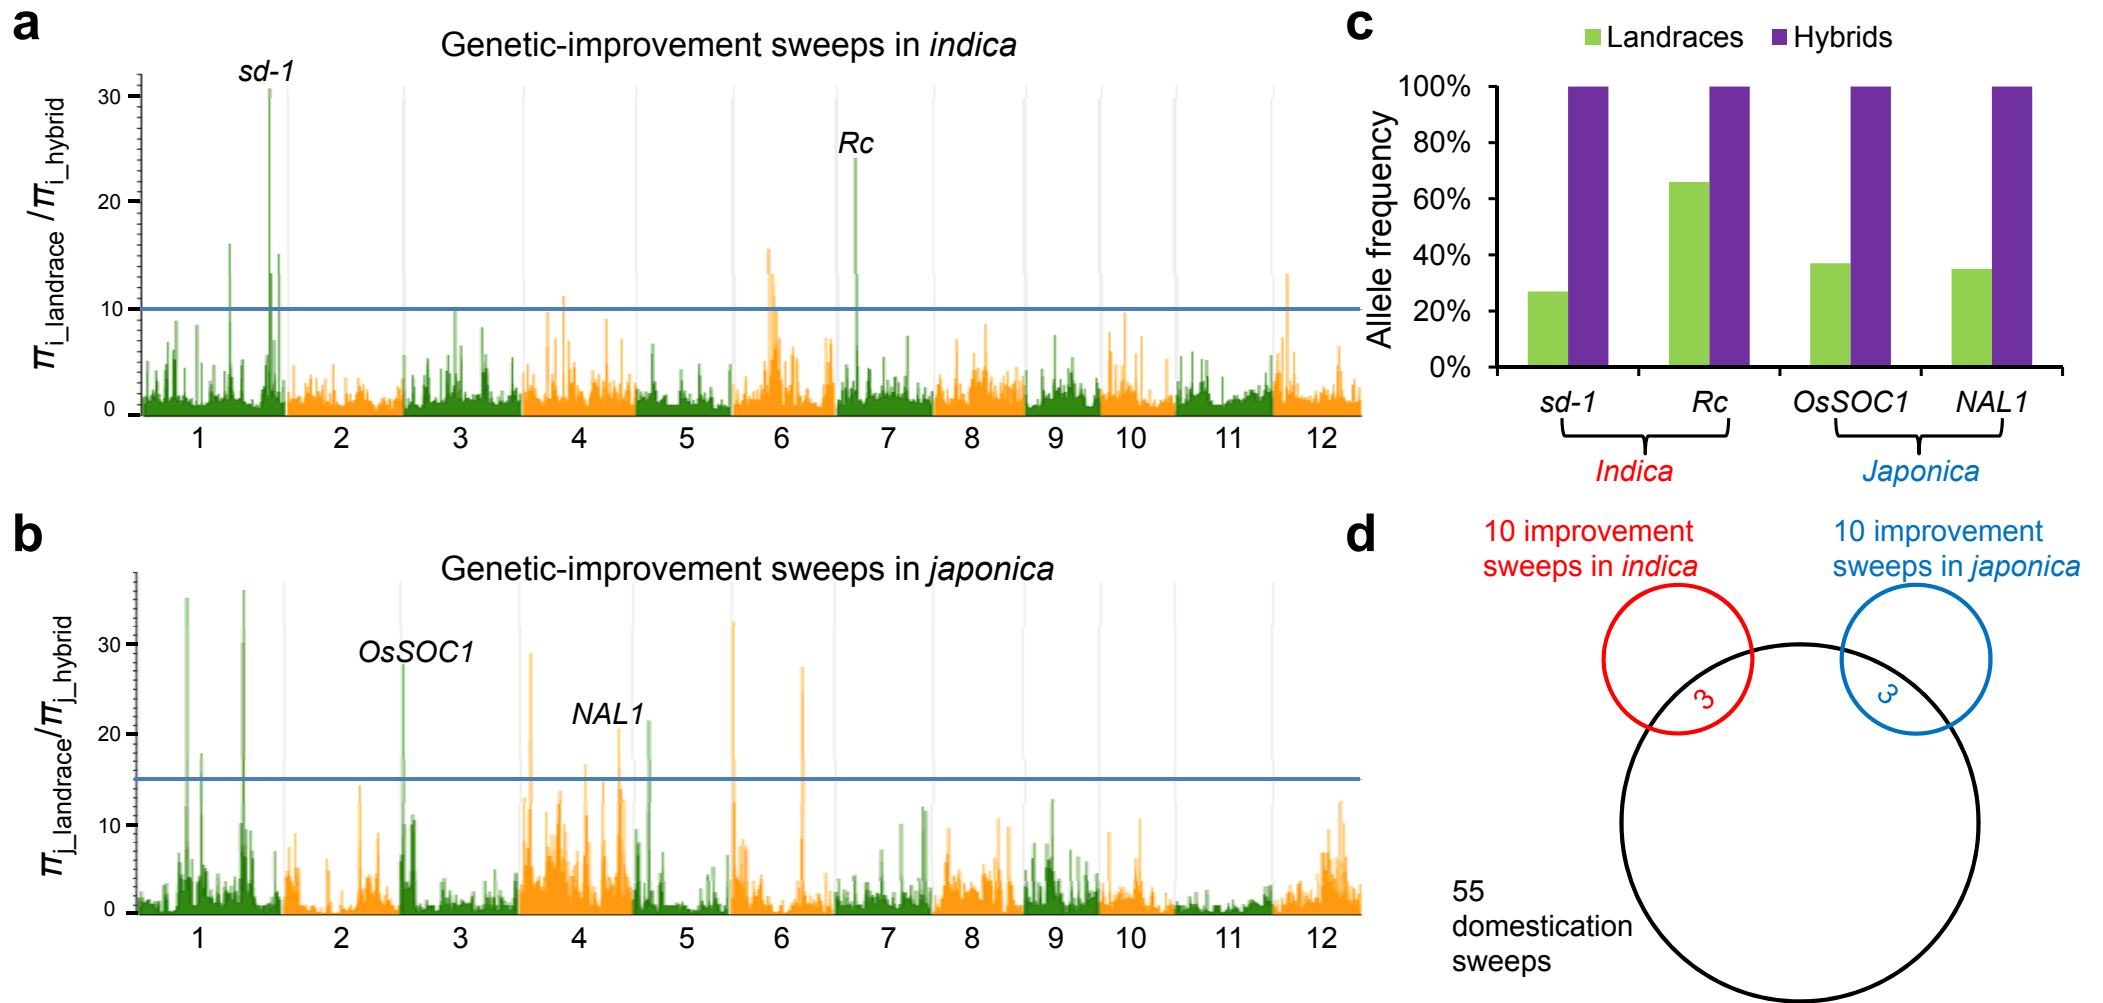 a
Genetic-improvement sweeps in indica
sd-1
Rc
πi_landrace /πi_hybrid
30
20
10
0
1 2 3 4 5 6 7 8 9 10 11 12
b
Genetic-improvement sweeps in japonica
OsSOC1
NAL1
πj_landrace/πj_hybrid
30
20
10
0
1 2 3 4 5 6 7 8 9 10 11 12
c
Landraces Hybrids
Allele frequency
100%
80%
60%
40%
20%
0%
sd-1 Rc OsSOC1 NAL1
Indica Japonica
d
10 improvement
sweeps in indica
10 improvement
sweeps in japonica
3
3
55
domestication
sweeps